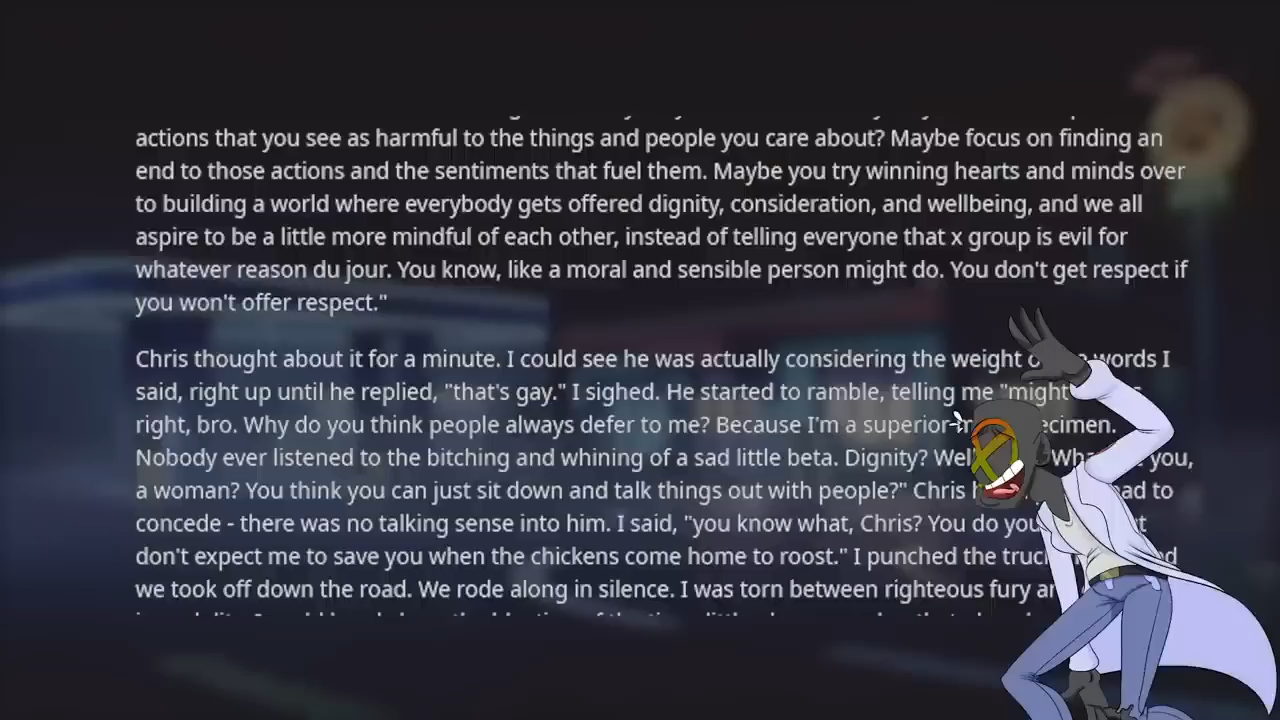 actions that you see as harmful to the things and people you care about? Maybe focus on finding an
end to those actions and the sentiments that fuel them. Maybe you try winning hearts and minds over
to building a world where everybody gets offered dignity, consideration, and wellbeing, and we all
aspire to be a little more mindful of each other, instead of telling everyone that x group is evil for
whatever reason du jour. You know, like a moral and sensible person might do. You don't get respect if
you won't offer respect."
Chris thought about it for a minute. I could see he was actually considering the weight words I
said, right up until he replied, "that's gay." I sighed. He started to ramble, telling me "might
right, bro. Why do you think people always defer to me? Because I'm a superior
Nobody ever listened to the bitching and whining of a sad little beta. Dignity? you,
a woman? You think you can just sit down and talk things out with people?" Chris to
concede - there was no talking sense into him. I said, "you know what, Chris? You do
don't expect me to save you when the chickens come home to roost." I punched the
we took off down the road. We rode along in silence. I was torn between righteous fury